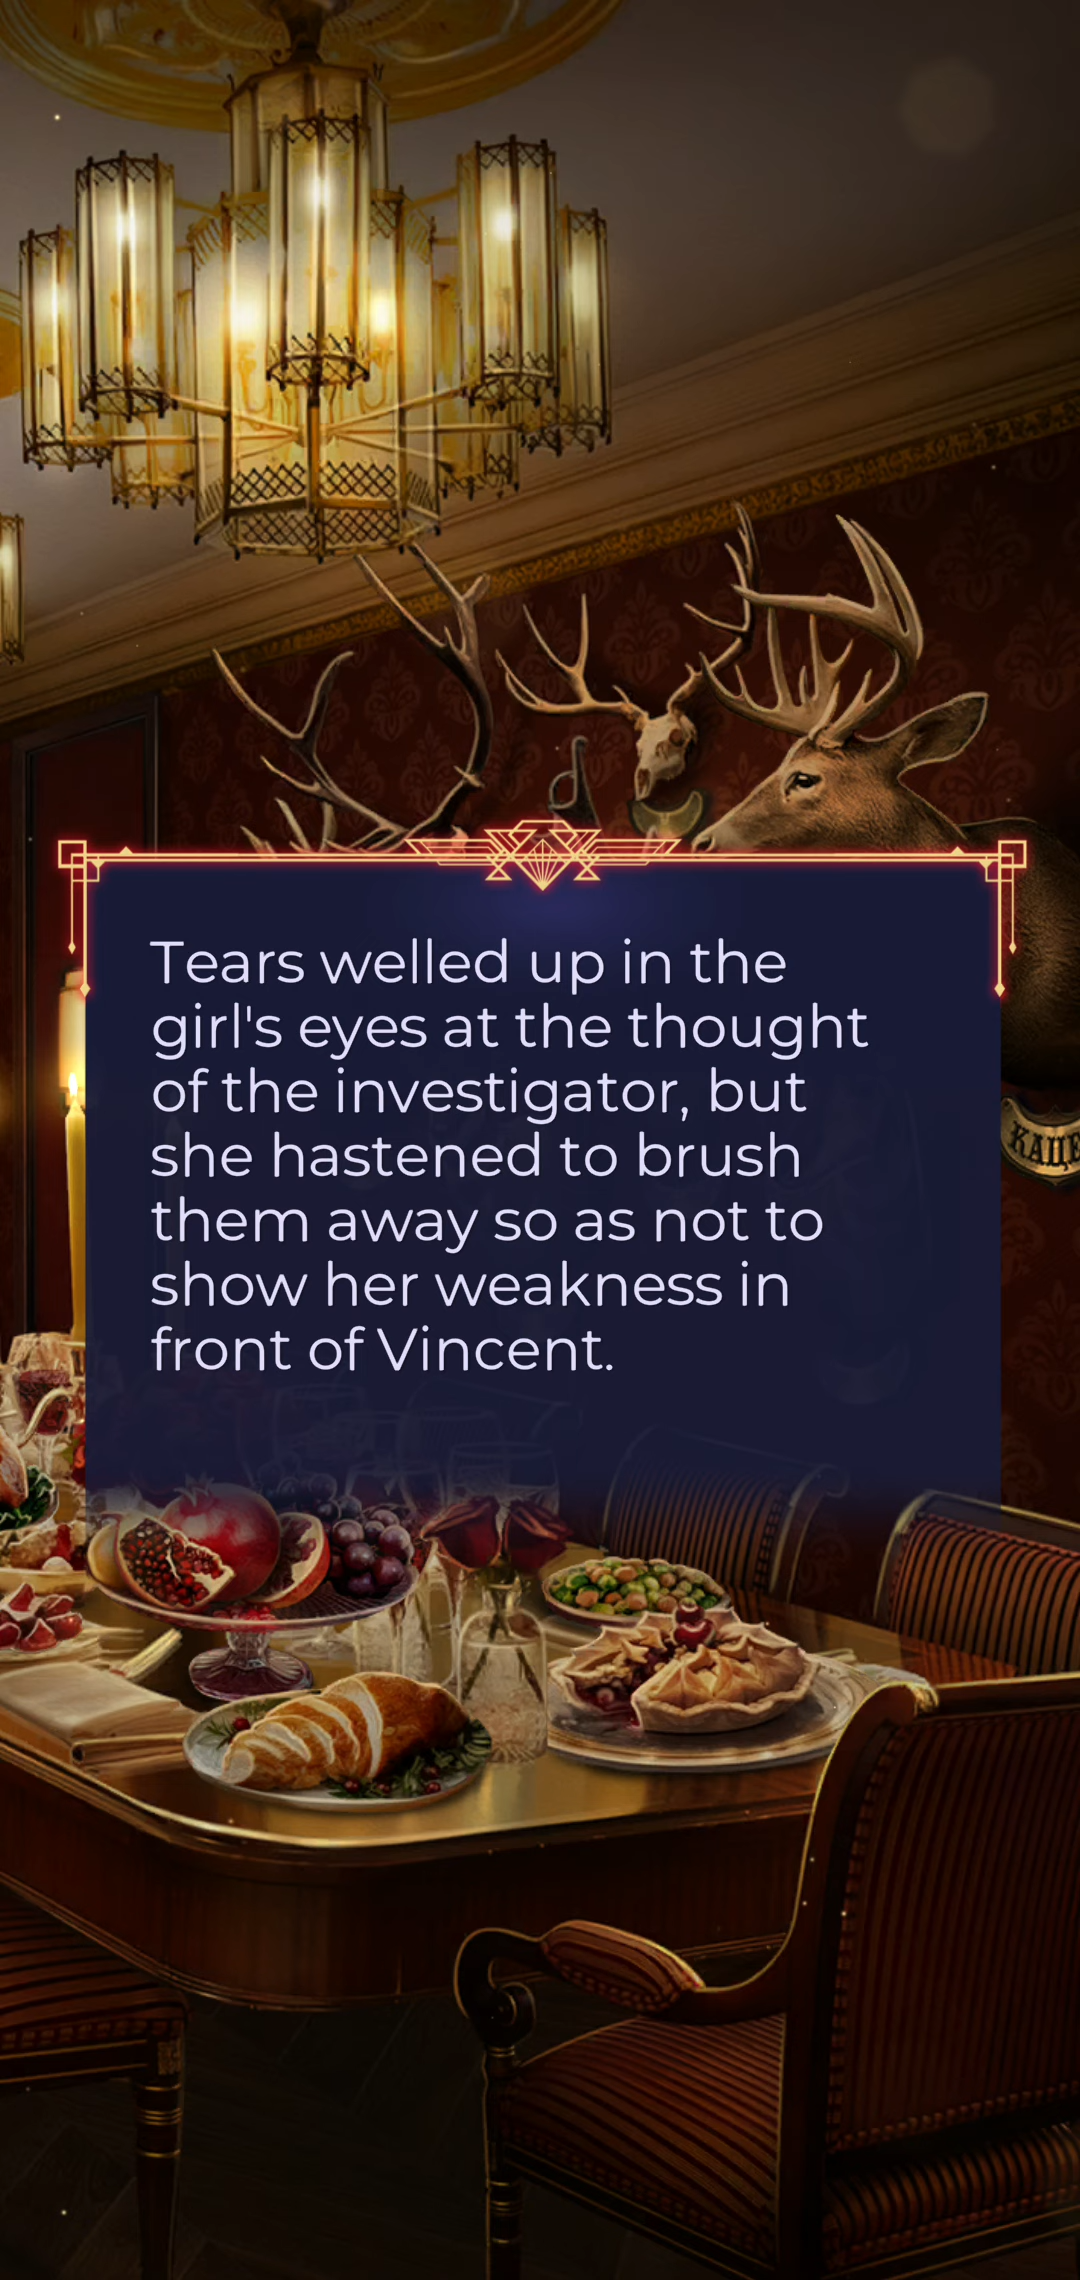 Tears welled up in the
girl's eyes at the thought
of the investigator, but
she hastened to brush
them away so as not to
show her weakness in
front of Vincent.
КАЦЕ